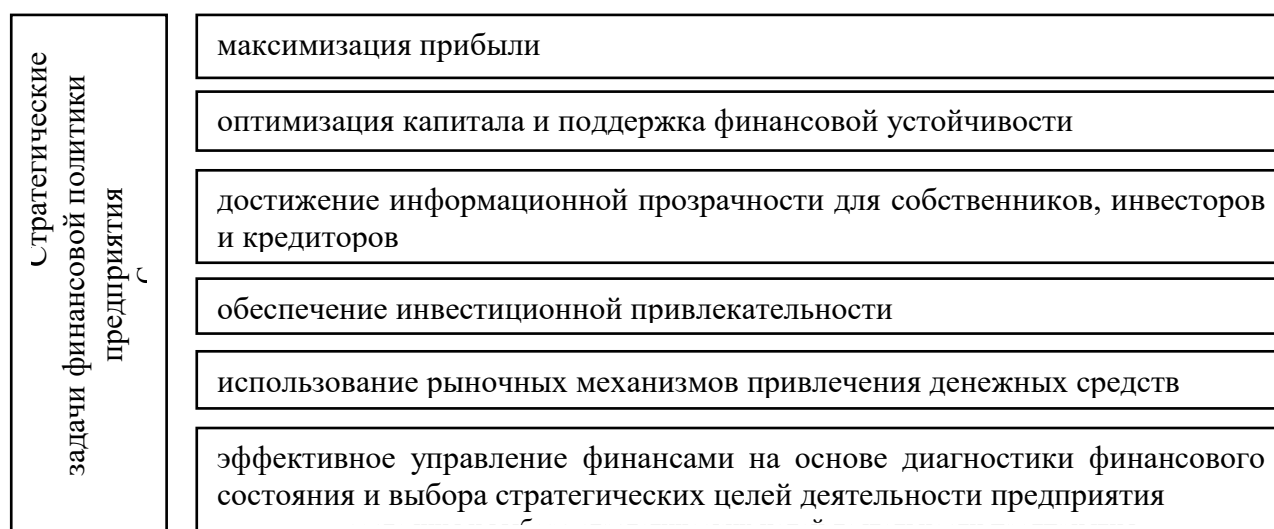 Стратегические
задачи финансовой политики
предприятия
максимизация прибыли
оптимизация капитала и поддержка финансовой устойчивости
достижение информационной прозрачности для собственников, инвесторов
и кредиторов
обеспечение инвестиционной привлекательности
использование рыночных механизмов привлечения денежных средств
эффективное управление финансами на основе диагностики финансового
состояния и выбора стратегических целей деятельности предприятия